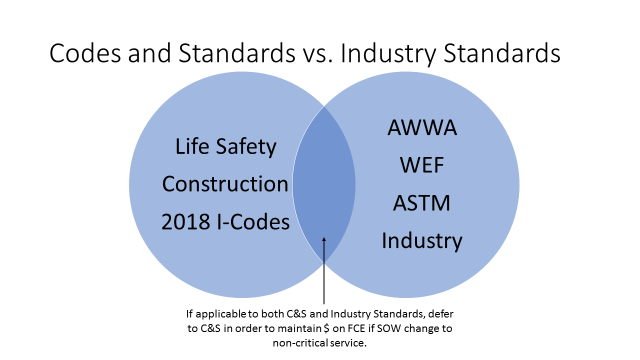 Codes and Standards vs. Industry Standards
Life Safety
Construction
2018 I-Codes
AWWA
WEF
ASTM
Industry
If applicable to both C&S and Industry Standards, defer
to C&S in order to maintain $ on FCE if SOW change to
non-critical service.